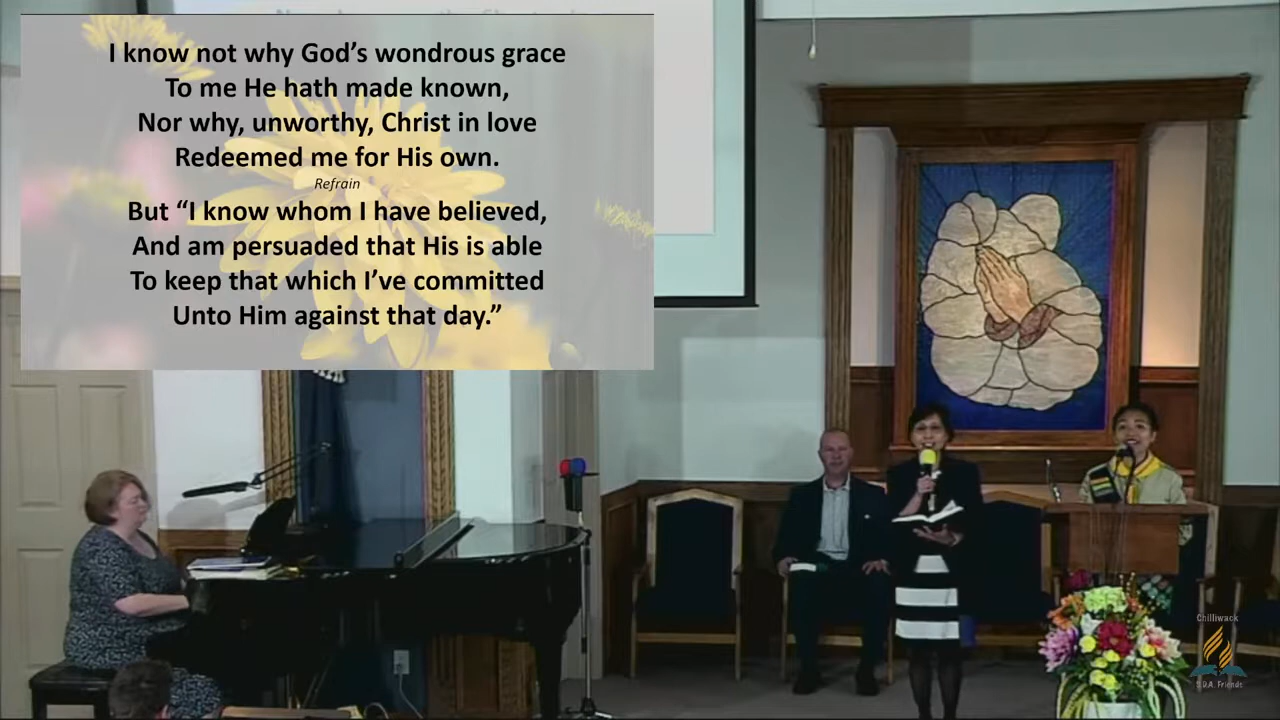 I know not why God’s wondrous grace
To me He hath made known,
Nor why, unworthy, Christ in love
Redeemed me for His own.
Refrain
But “I know whom I have believed,
And am persuaded that His is able
To keep that which I’ve committed
Unto Him against that day.”
Chilliwack
S.D.A. Friends